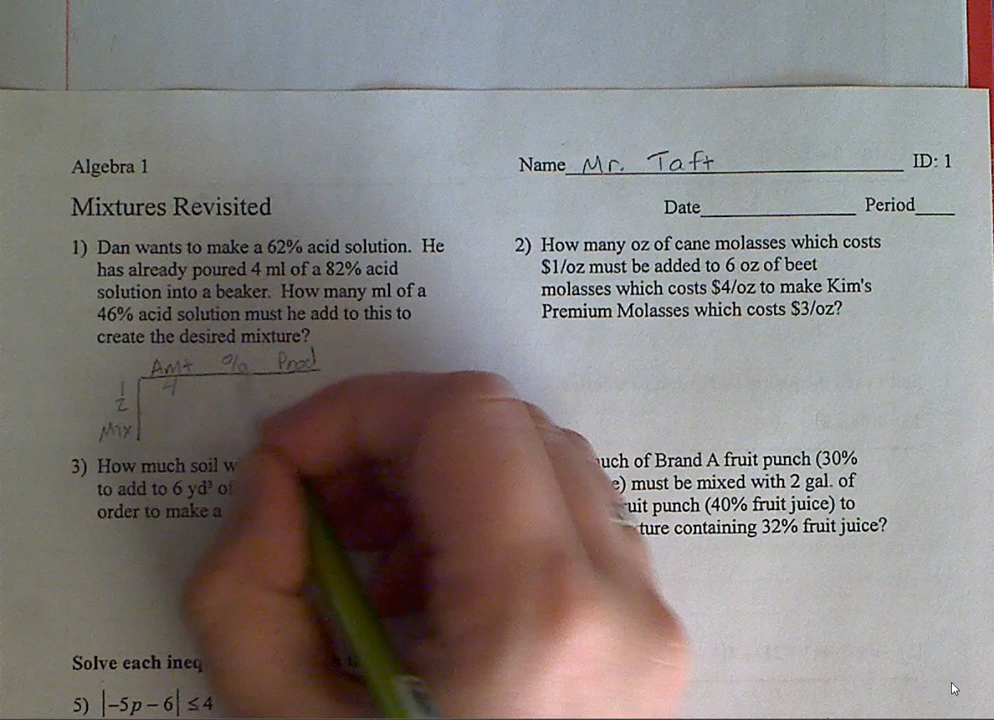 Algebra 1
Name Mr. Taft ID: 1
Mixtures Revisited
Date Period
1) Dan wants to make a 62% acid solution. He
has already poured 4 ml of a 82% acid
solution into a beaker. How many ml of a
46% acid solution must he add to this to
create the desired mixture?
Amt % Prod
1 4
2
Mix
2) How many oz of cane molasses which costs
$1/oz must be added to 6 oz of beet
molasses which costs $4/oz to make Kim's
Premium Molasses which costs $3/oz?
3) How much soil
to add to 6 yd³
order to make a
of Brand A fruit punch (30%
must be mixed with 2 gal. of
punch (40% fruit juice) to
containing 32% fruit juice?
Solve each
5) |−5p − 6| ≤ 4